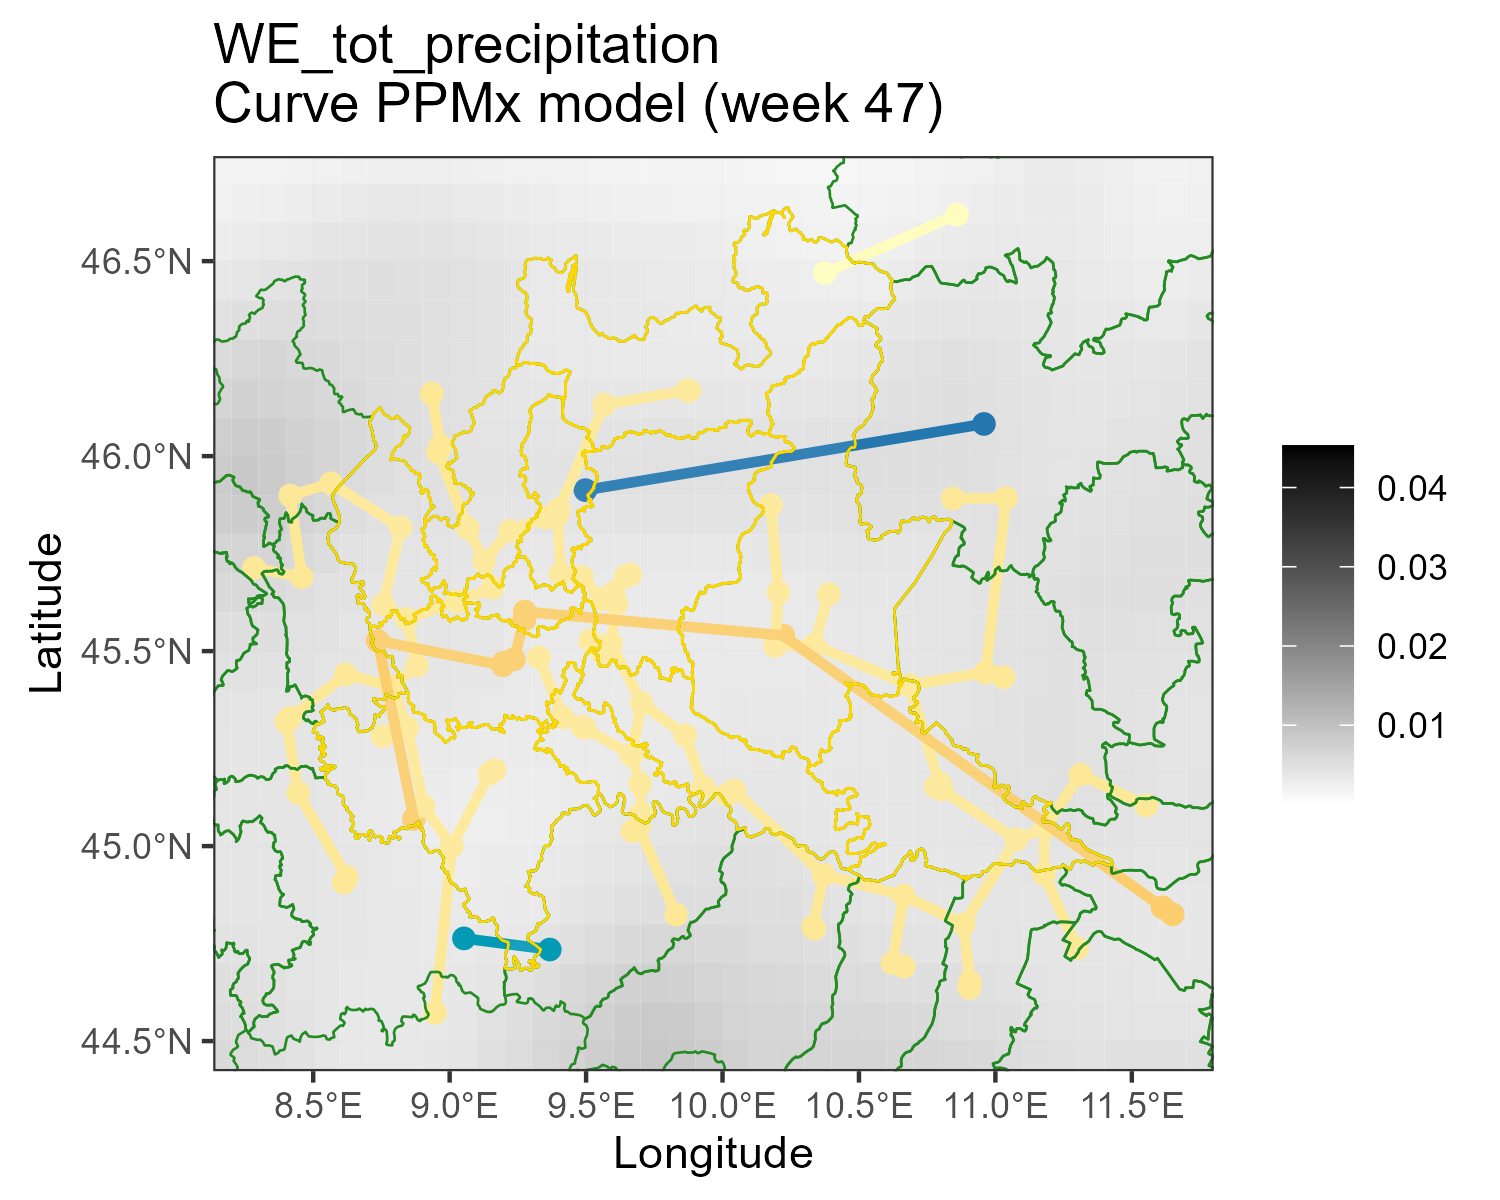 WE_tot_precipitation
Curve PPMx model (week 47)
46.5°N
46.0°N
45.5°N
45.0°N
44.5°N
Latitude
8.5°E 9.0°E 9.5°E 10.0°E 10.5°E 11.0°E 11.5°E
Longitude
0.04
0.03
0.02
0.01